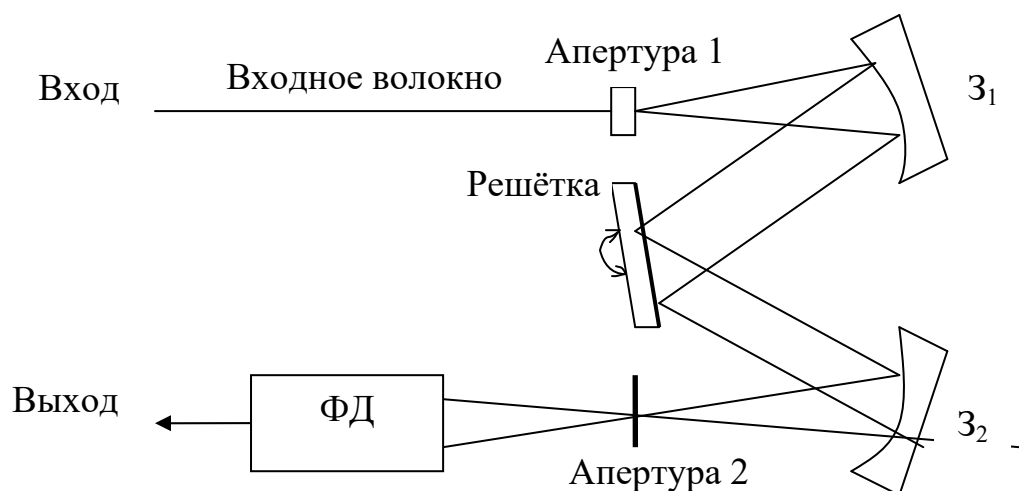 Апертура 1
Вход
Входное волокно
З₁
Решётка
Выход
ФД
З₂
Апертура 2